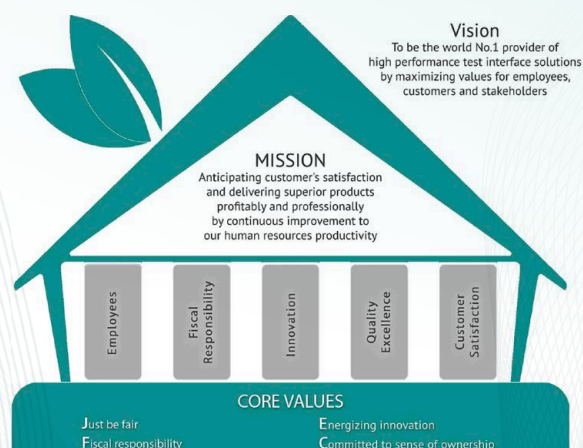 Vision
To be the world No.1 provider of
high performance test interface solutions
by maximizing values for employees,
customers and stakeholders
MISSION
Anticipating customer's satisfaction
and delivering superior products
profitably and professionally
by continuous improvement to
our human resources productivity
Employees
Fiscal
Responsibility
Innovation
Quality
Excellence
Customer
Satisfaction
CORE VALUES
Just be fair
Energizing innovation
Fiscal responsibility
Committed to sense of ownership